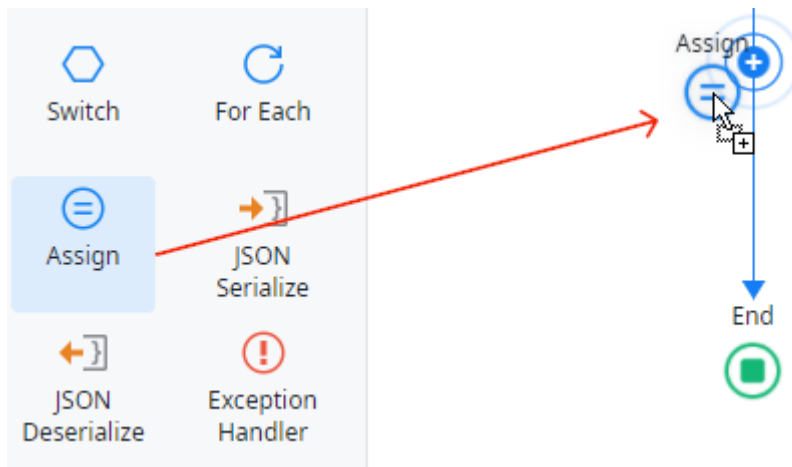 Switch
For Each
Assign
JSON
Serialize
JSON
Deserialize
Exception
Handler
Assign
End